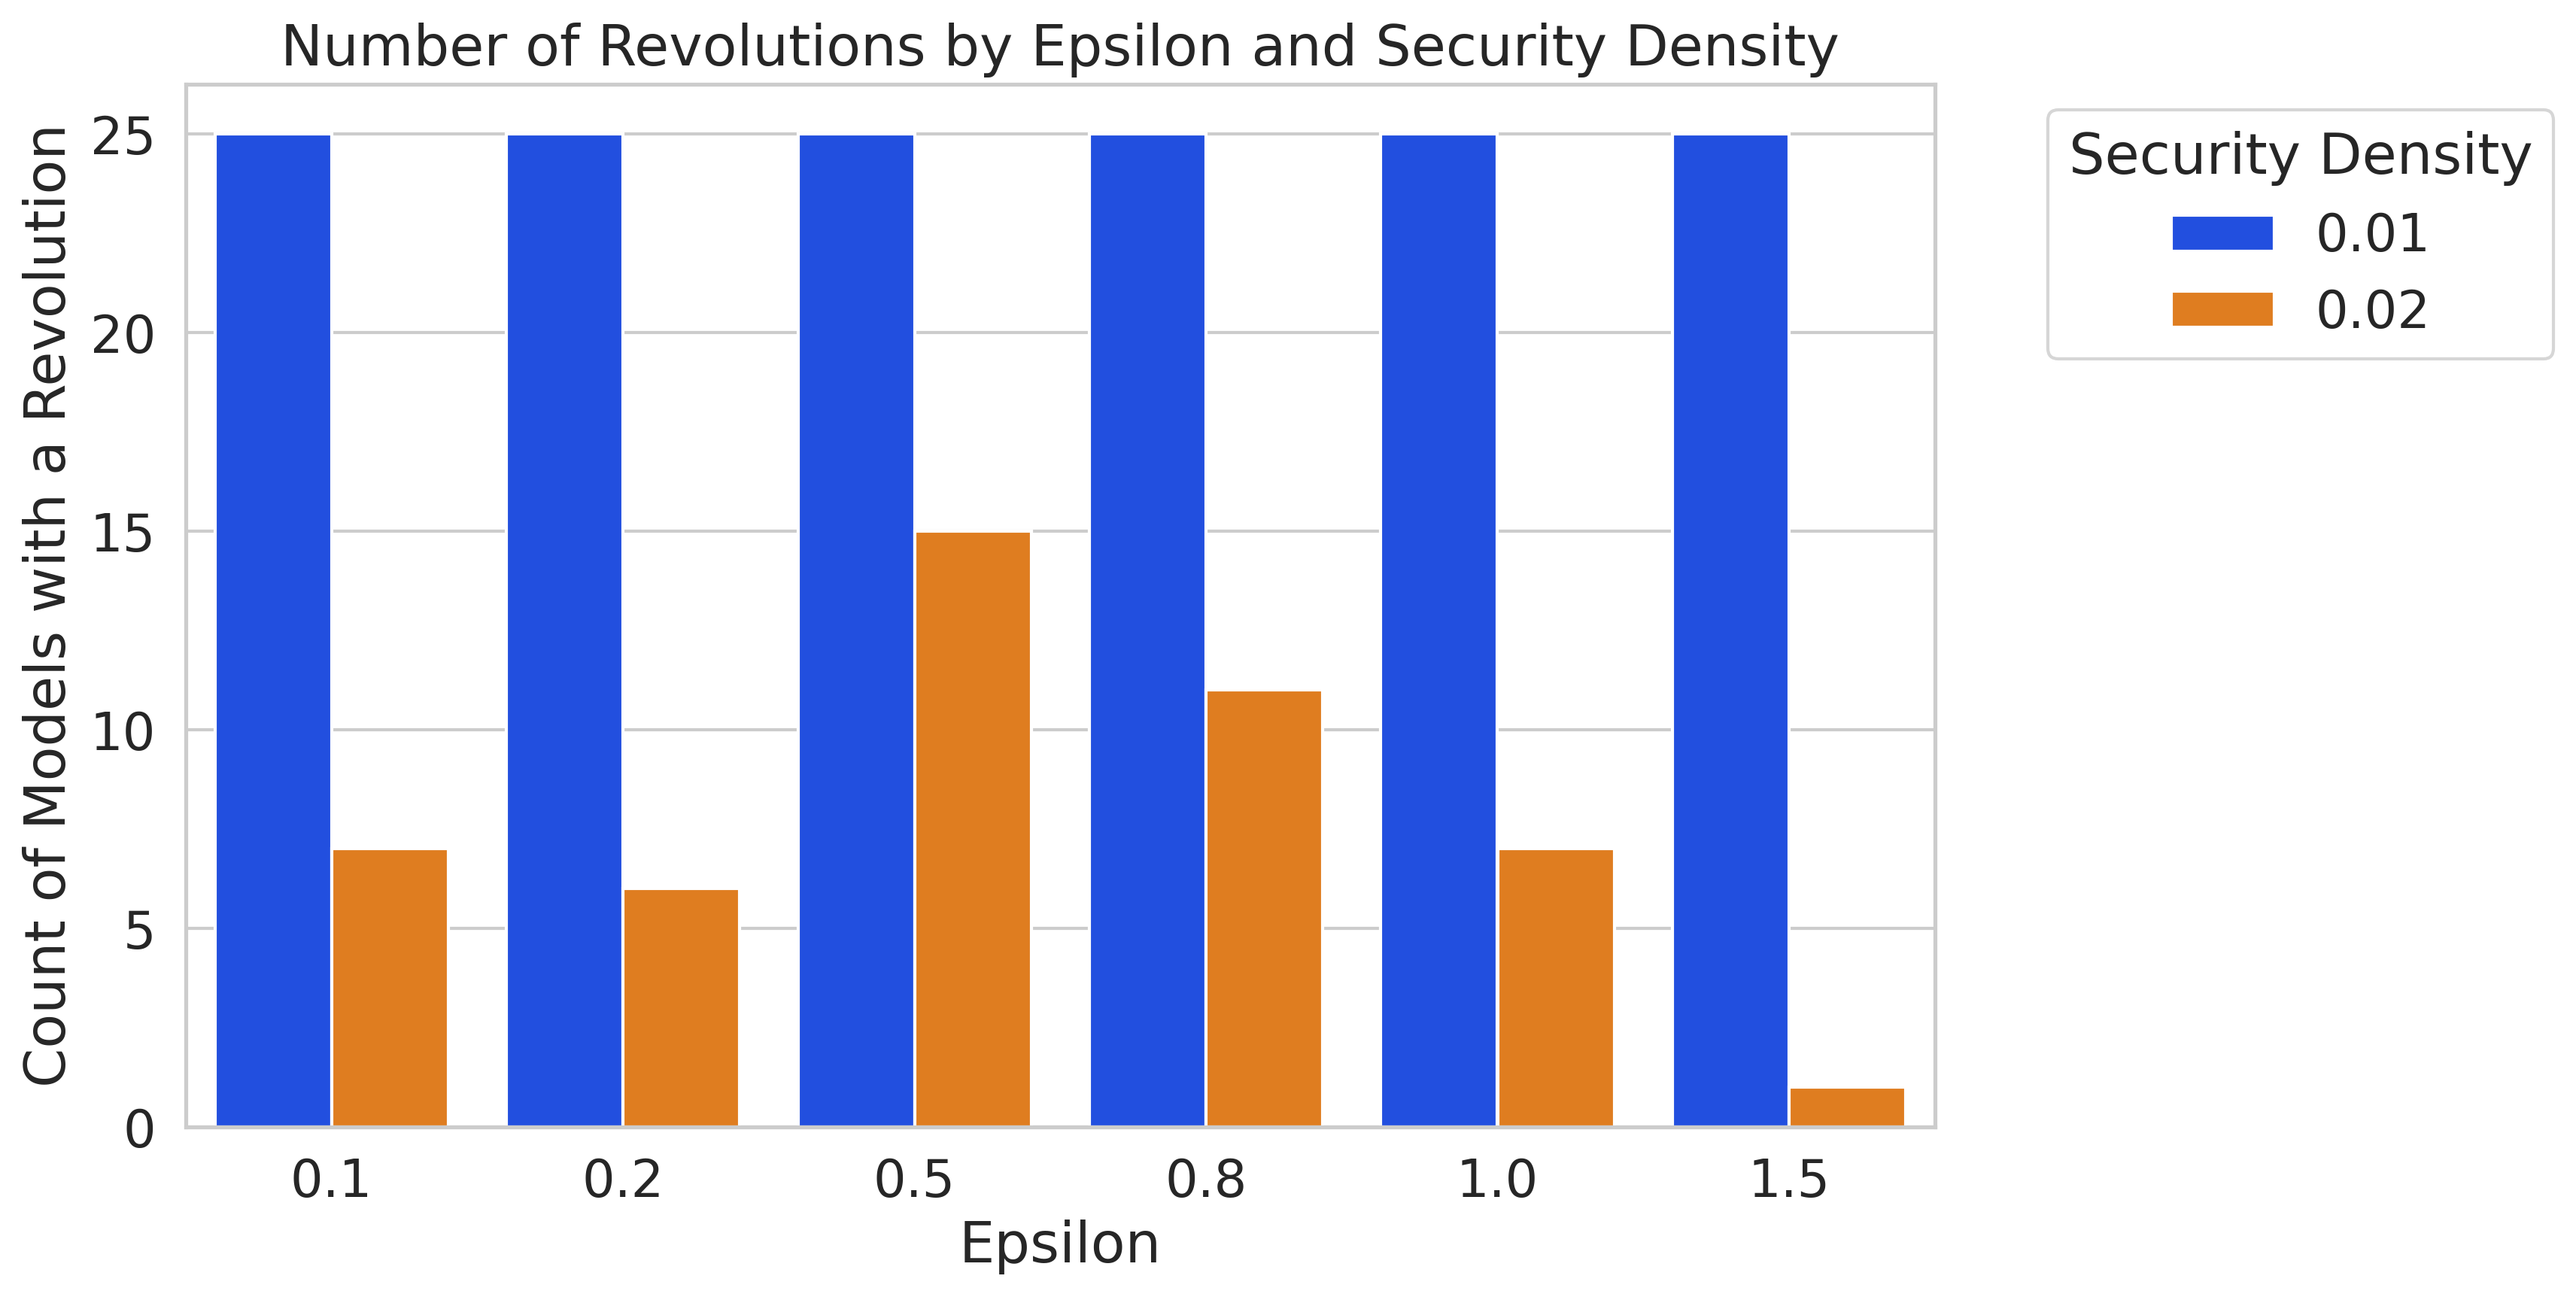 Number of Revolutions by Epsilon and Security Density
Count of Models with a Revolution
25
20
15
10
5
0
0.1 0.2 0.5 0.8 1.0 1.5
Epsilon
Security Density
0.01
0.02